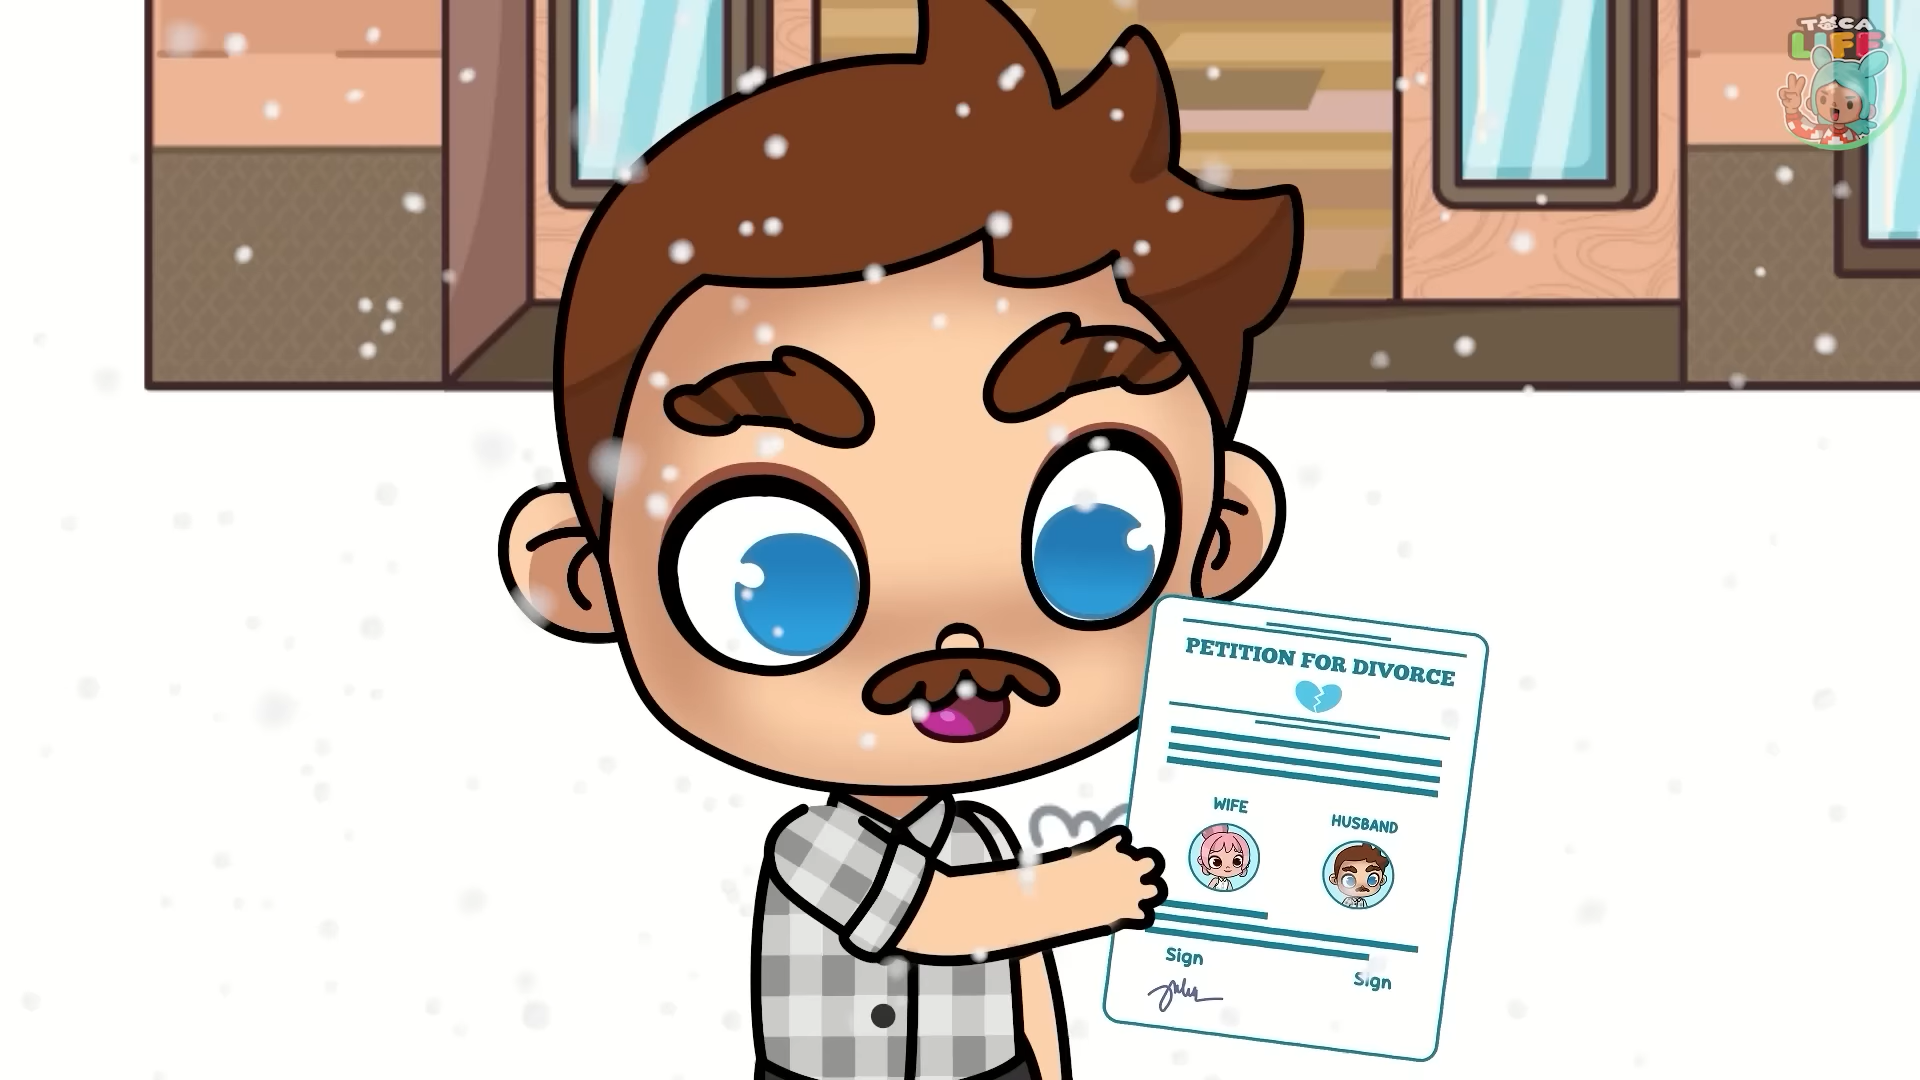 TOCA
LIFE
PETITION FOR DIVORCE
WIFE
HUSBAND
Sign
Sign